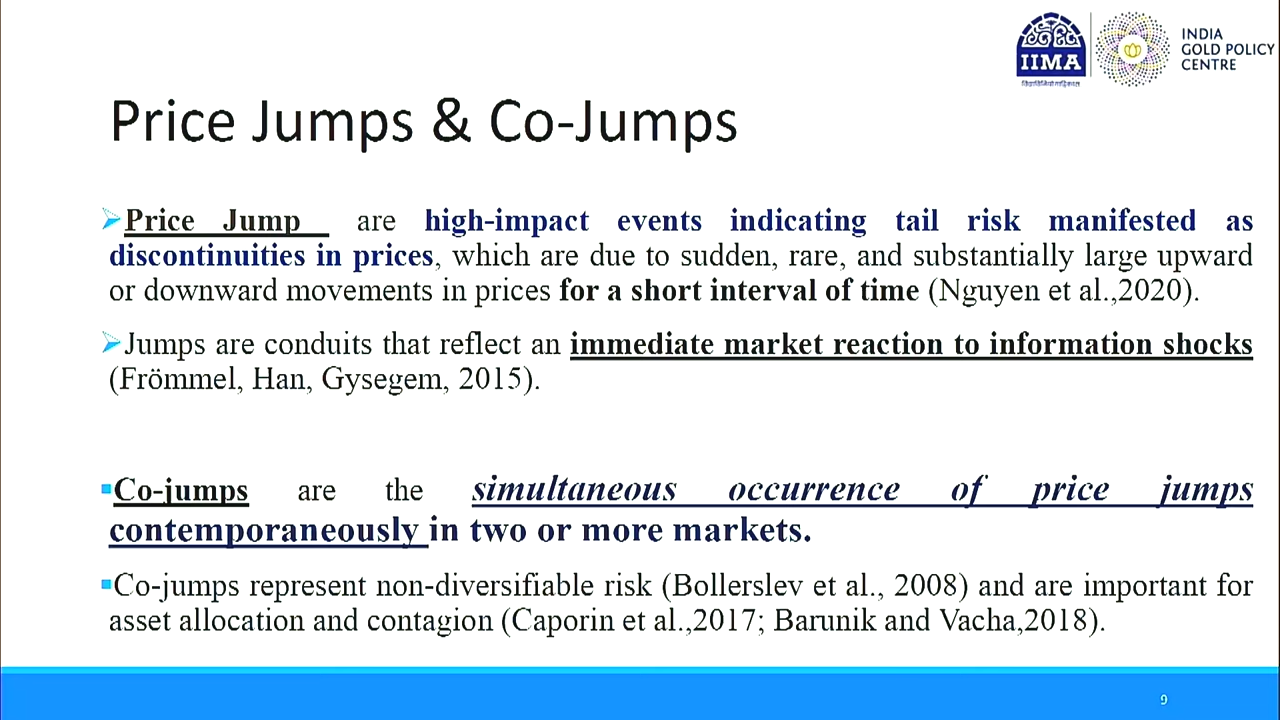 IIMA
INDIA
GOLD POLICY
CENTRE
Price Jumps & Co-Jumps
Price Jump are high-impact events indicating tail risk manifested as
discontinuities in prices, which are due to sudden, rare, and substantially large upward
or downward movements in prices for a short interval of time (Nguyen et al.,2020).
Jumps are conduits that reflect an immediate market reaction to information shocks
(Frömmel, Han, Gysegem, 2015).
Co-jumps are the simultaneous occurrence of price jumps
contemporaneously in two or more markets.
Co-jumps represent non-diversifiable risk (Bollerslev et al., 2008) and are important for
asset allocation and contagion (Caporin et al.,2017; Barunik and Vacha,2018).
9